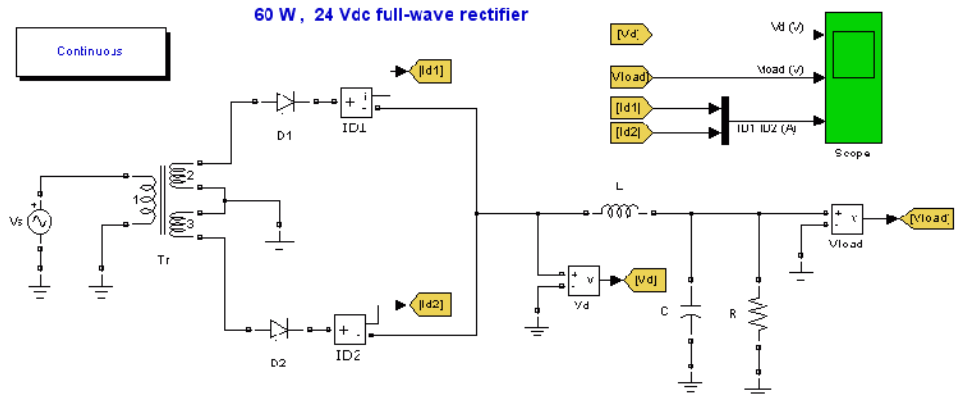 60 W, 24 Vdc full-wave rectifier
Continuous
[Id1]
i
+
-
D1
ID1
[Vd]
Vload]
[Id1]
[Id2]
Vd (V)
Vload (V)
ID1 ID2 (A)
Scope
+
Vs
1
2
3
Tr
L
+
-
v
Vload
[Vload]
+
-
v
Vd
[Vd]
C
R
[Id2]
i
+
-
D2
ID2